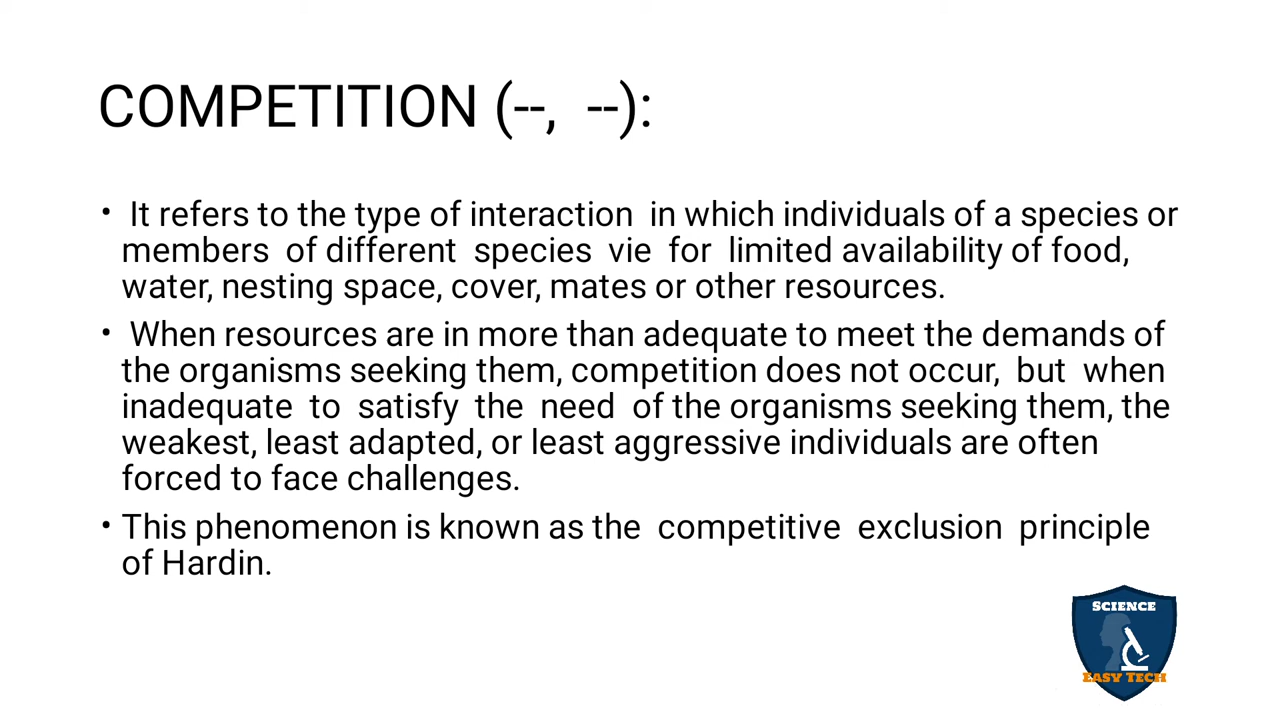 COMPETITION (--,  --):
• It refers to the type of interaction  in which individuals of a species or
members  of different  species  vie  for  limited availability of food,
water, nesting space, cover, mates or other resources.
• When resources are in more than adequate to meet the demands of
the organisms seeking them, competition does not occur,  but  when
inadequate  to  satisfy  the  need  of the organisms seeking them, the
weakest, least adapted, or least aggressive individuals are often
forced to face challenges.
• This phenomenon is known as the  competitive  exclusion  principle
of Hardin.
SCIENCE
EASY TECH